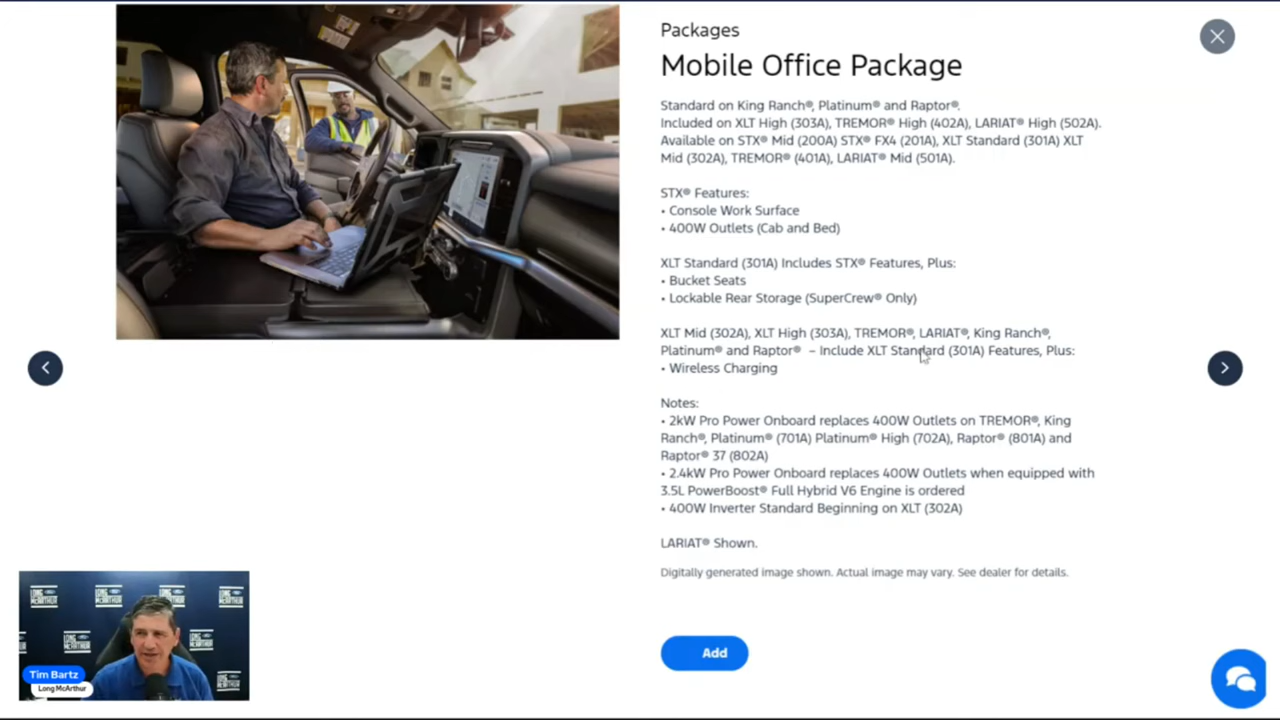 Packages
Mobile Office Package
Standard on King Ranch®, Platinum® and Raptor®.
Included on XLT High (303A), TREMOR® High (402A), LARIAT® High (502A).
Available on STX® Mid (200A) STX® FX4 (201A), XLT Standard (301A) XLT
Mid (302A), TREMOR® (401A), LARIAT® Mid (501A).
STX® Features:
• Console Work Surface
• 400W Outlets (Cab and Bed)
XLT Standard (301A) Includes STX® Features, Plus:
• Bucket Seats
• Lockable Rear Storage (SuperCrew® Only)
XLT Mid (302A), XLT High (303A), TREMOR®, LARIAT®, King Ranch®,
Platinum® and Raptor® – Include XLT Standard (301A) Features, Plus:
• Wireless Charging
Notes:
• 2kW Pro Power Onboard replaces 400W Outlets on TREMOR®, King
Ranch®, Platinum® (701A) Platinum® High (702A), Raptor® (801A) and
Raptor® 37 (802A)
• 2.4kW Pro Power Onboard replaces 400W Outlets when equipped with
3.5L PowerBoost® Full Hybrid V6 Engine is ordered
• 400W Inverter Standard Beginning on XLT (302A)
LARIAT® Shown.
Digitally generated image shown. Actual image may vary. See dealer for details.
Add
LONG
MCARTHUR
Tim Bartz
Long McArthur